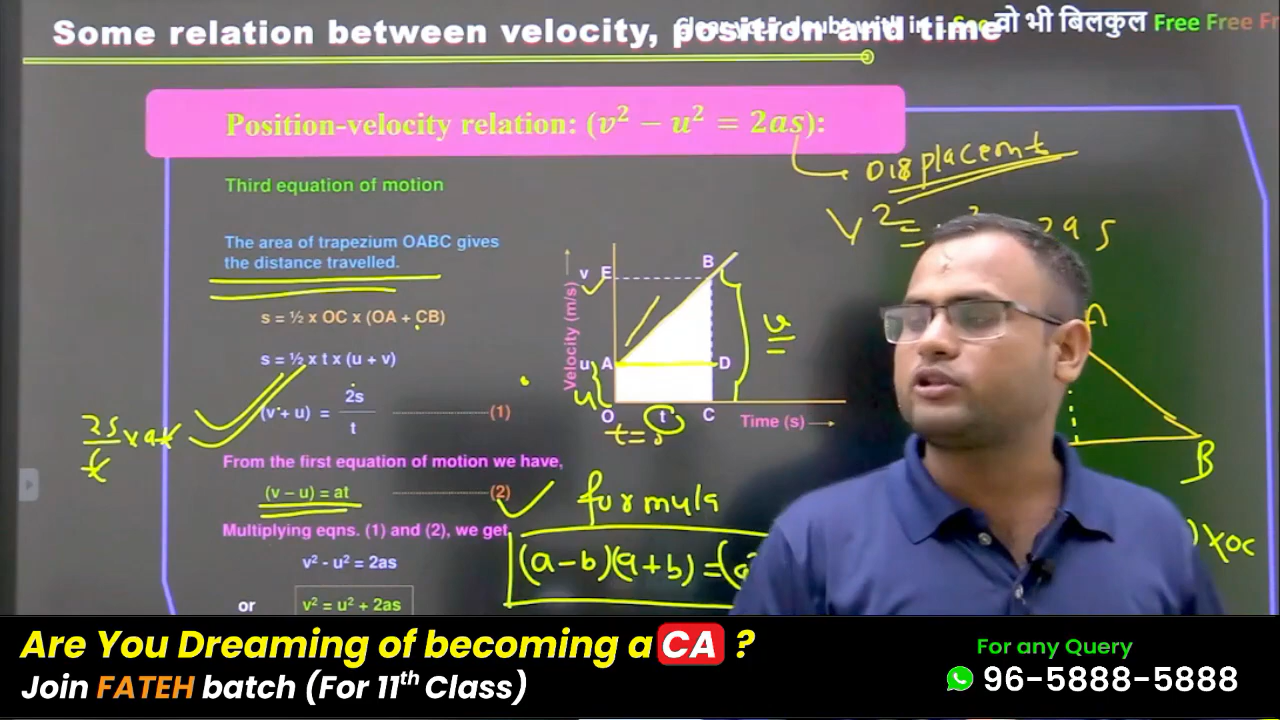 Some relation between velocity, position and time
वो भी बिलकुल Free Free
Position-velocity relation: (v² − u² = 2as):
Displacemnt
Third equation of motion
The area of trapezium OABC gives
the distance travelled.
s = ½ x OC x (OA + CB)
s = ½ x t x (u + v)
(v + u) = 2s / t (1)
2s / t × at
From the first equation of motion we have,
(v – u) = at (2)
Multiplying eqns. (1) and (2), we get,
v² - u² = 2as
or v² = u² + 2as
v E B
Velocity (m/s)
u A D
u
O t C Time (s)
A
B
formula
(a-b)(a+b) =
) × OC
Are You Dreaming of becoming a CA ?
Join FATEH batch (For 11th Class)
For any Query
96-5888-5888